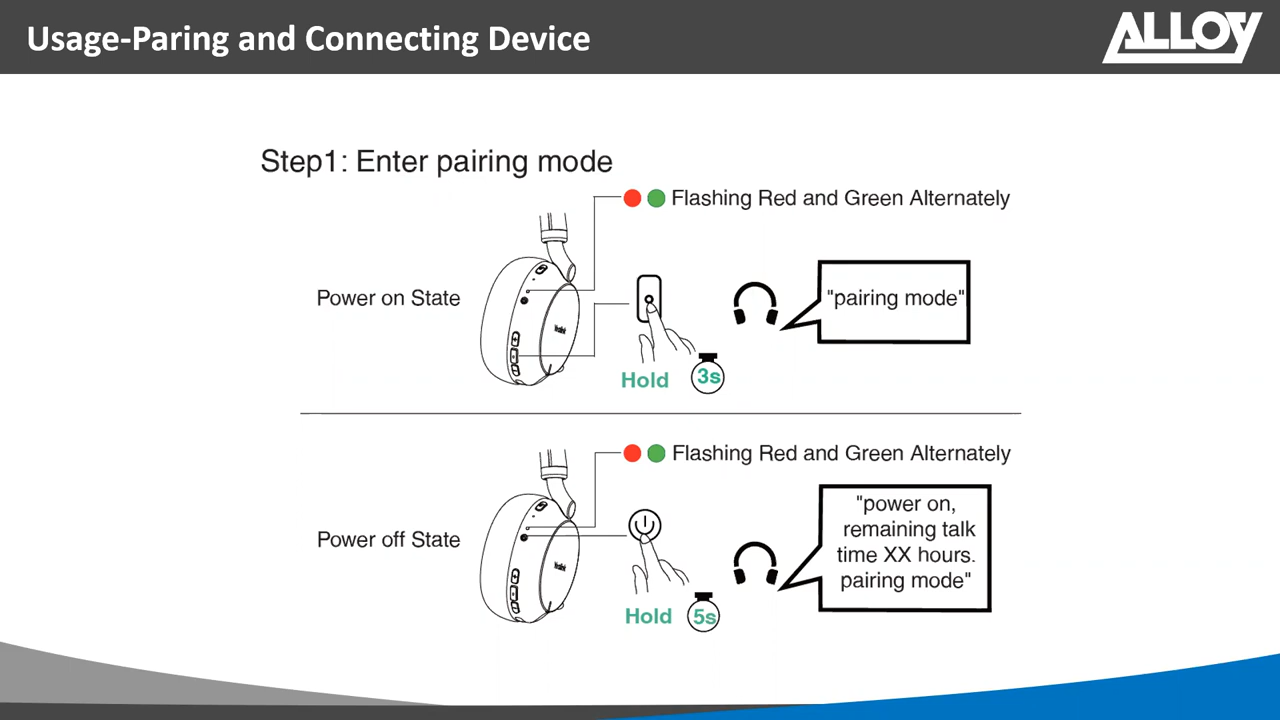 Usage-Paring and Connecting Device
ALLOY
Step1: Enter pairing mode
Flashing Red and Green Alternately
Power on State
"pairing mode"
Yealink
Hold
3s
Flashing Red and Green Alternately
Power off State
"power on,
remaining talk
time XX hours.
pairing mode"
Yealink
Hold
5s